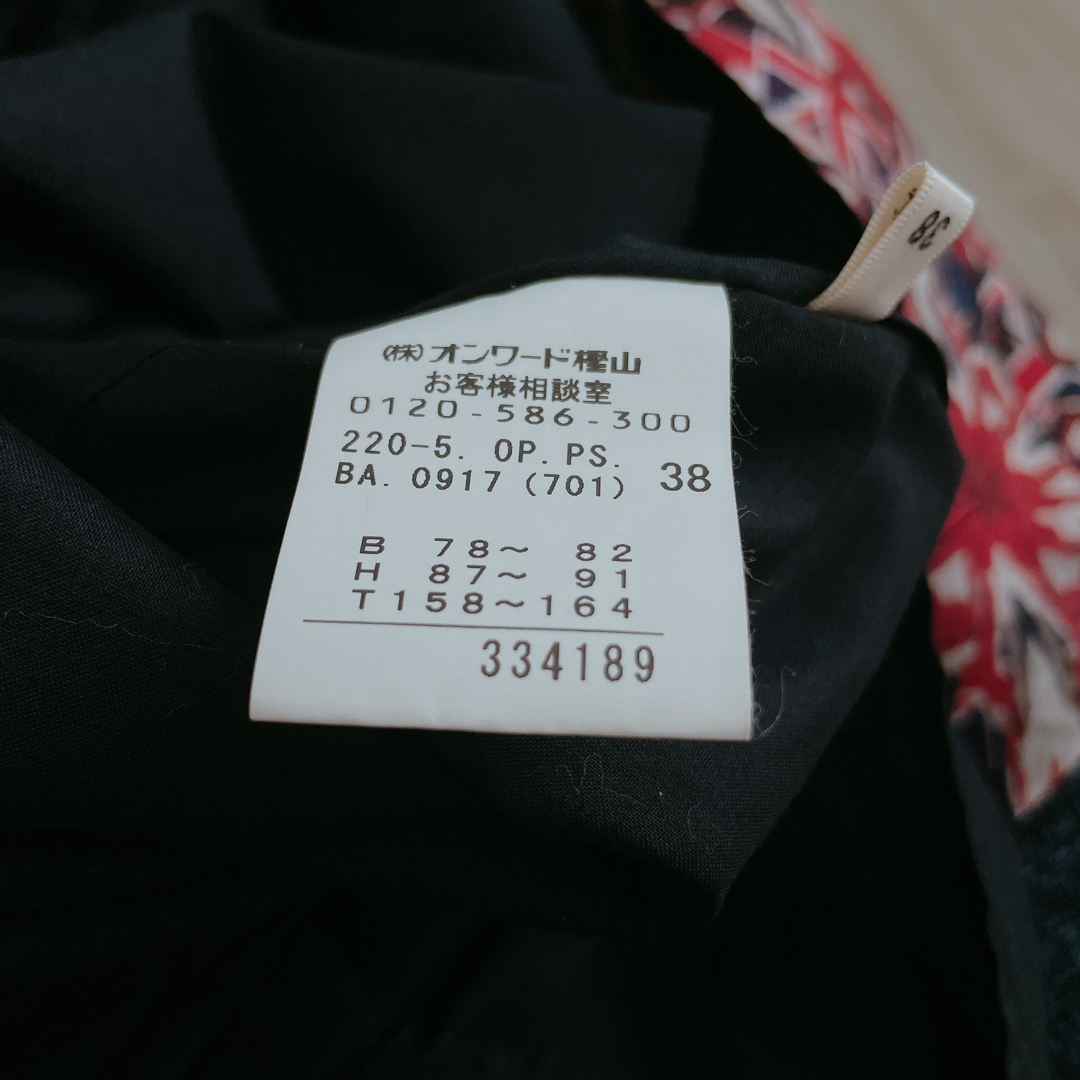 38
(株)オンワード樫山
お客様相談室
0120-586-300
220-5. OP. PS.
BA. 0917 (701) 38
B 78〜 82
H 87〜 91
T158〜164
334189